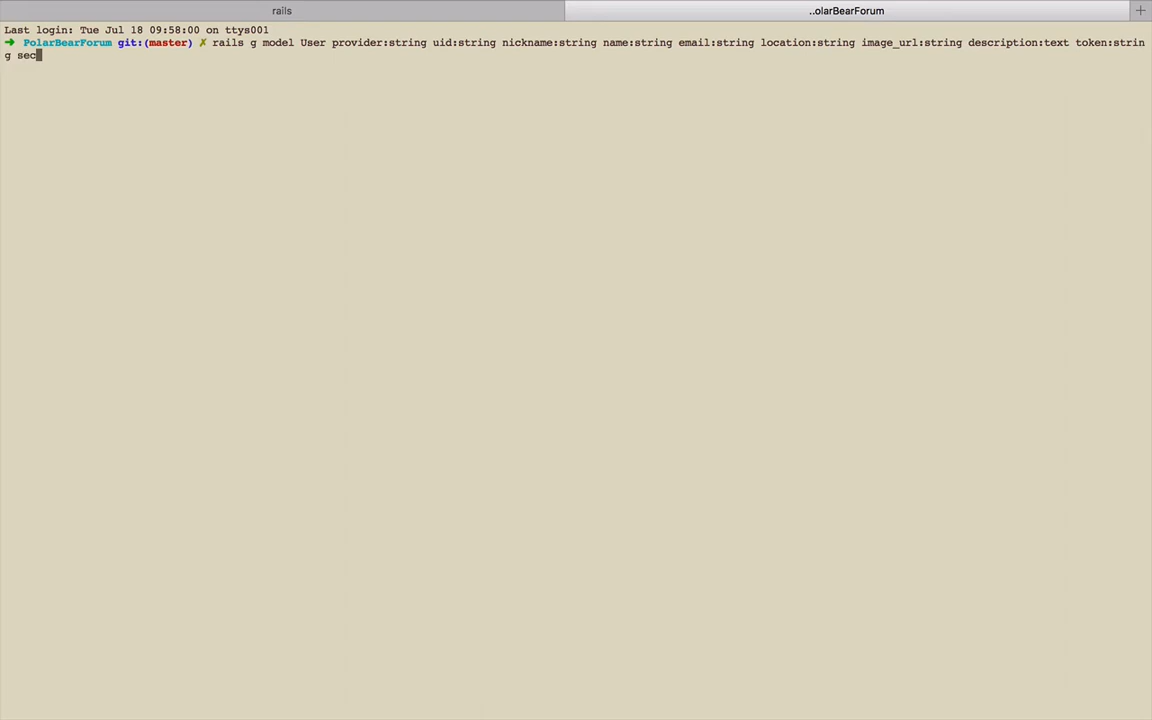 rails
..olarBearForum
Last login: Tue Jul 18 09:58:00 on ttys001
➜ PolarBearForum git:(master) ✗ rails g model User provider:string uid:string nickname:string name:string email:string location:string image_url:string description:text token:strin
g sec